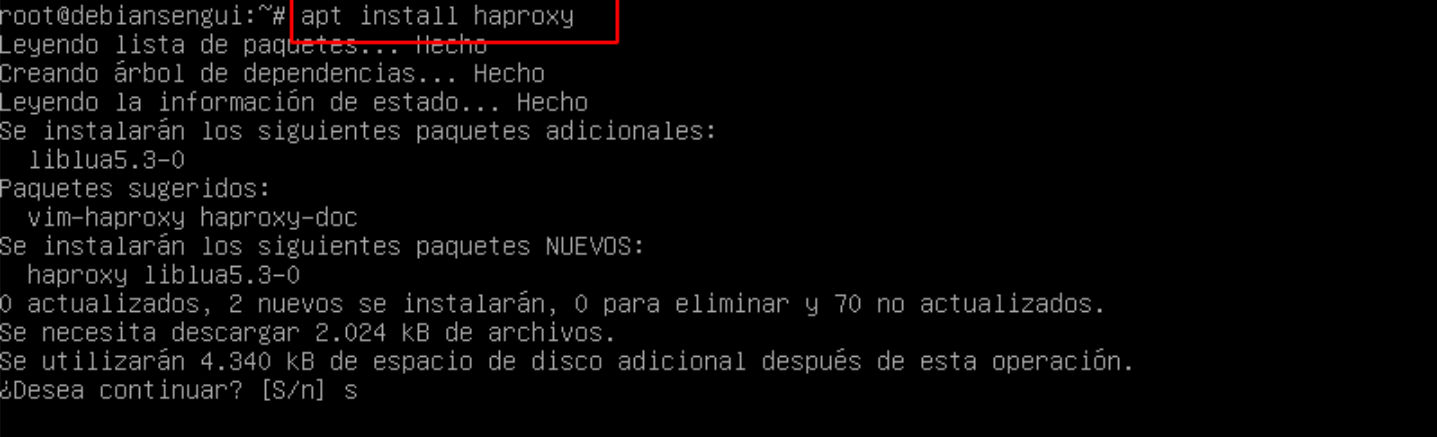 root@debiansengui:~# apt install haproxy
Leyendo lista de paquetes... Hecho
Creando árbol de dependencias... Hecho
Leyendo la información de estado... Hecho
Se instalarán los siguientes paquetes adicionales:
  liblua5.3-0
Paquetes sugeridos:
  vim-haproxy haproxy-doc
Se instalarán los siguientes paquetes NUEVOS:
  haproxy liblua5.3-0
0 actualizados, 2 nuevos se instalarán, 0 para eliminar y 70 no actualizados.
Se necesita descargar 2.024 kB de archivos.
Se utilizarán 4.340 kB de espacio de disco adicional después de esta operación.
¿Desea continuar? [S/n] s